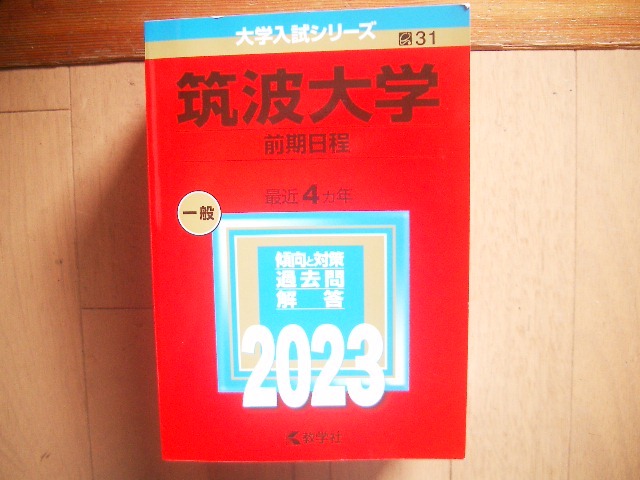 大学入試シリーズ
31
筑波大学
前期日程
最近4カ年
一般
傾向と対策
過去問
解答
2023
教学社